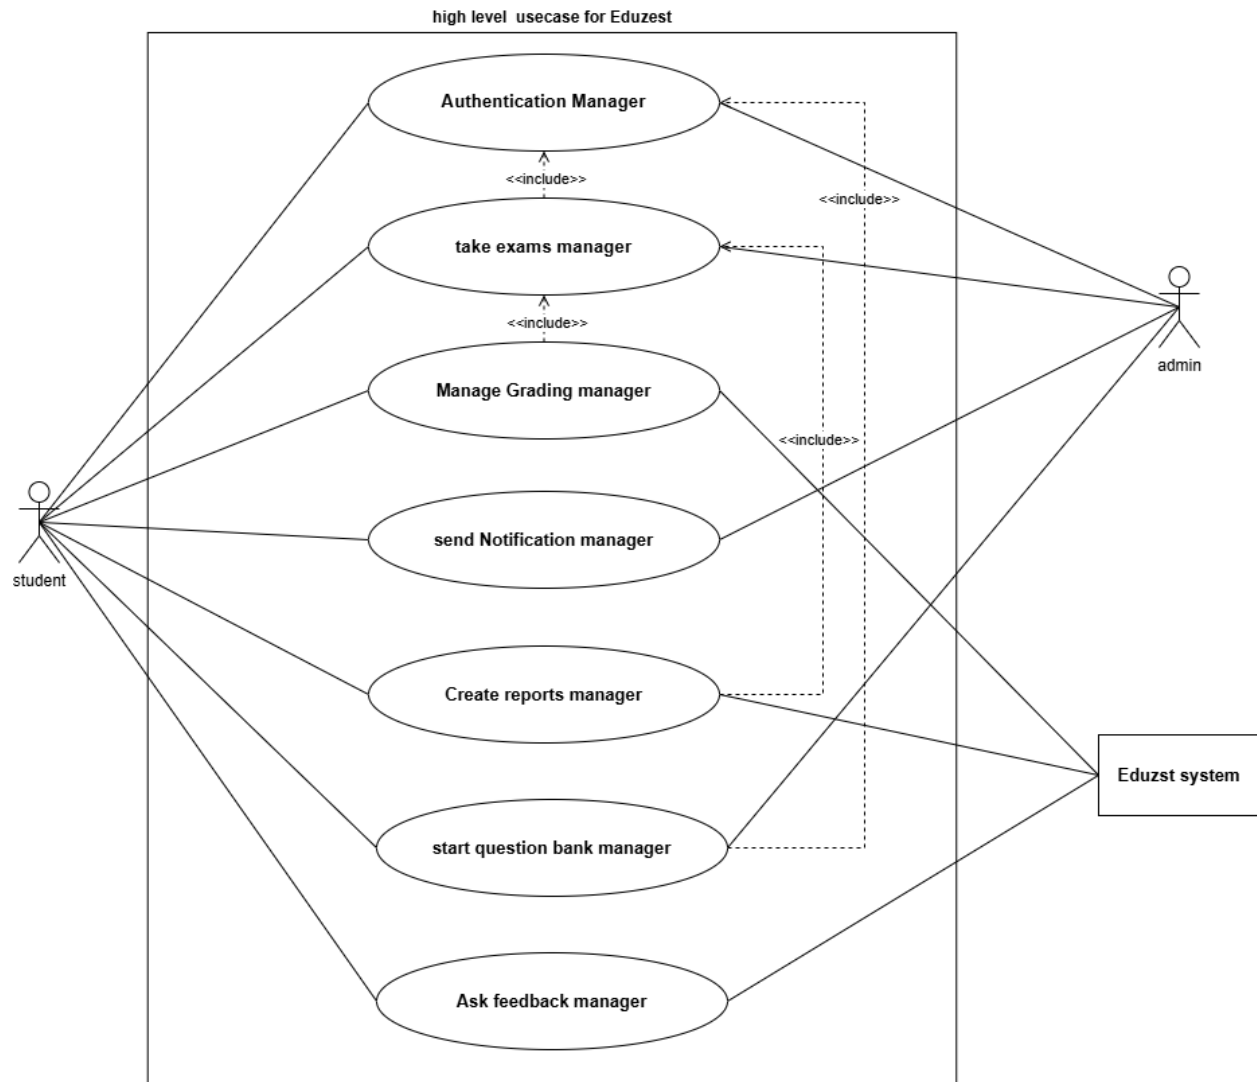 high level  usecase for Eduzest
Authentication Manager
<<include>>
<<include>>
take exams manager
<<include>>
Manage Grading manager
admin
<<include>>
student
send Notification manager
Create reports manager
Eduzst system
start question bank manager
Ask feedback manager